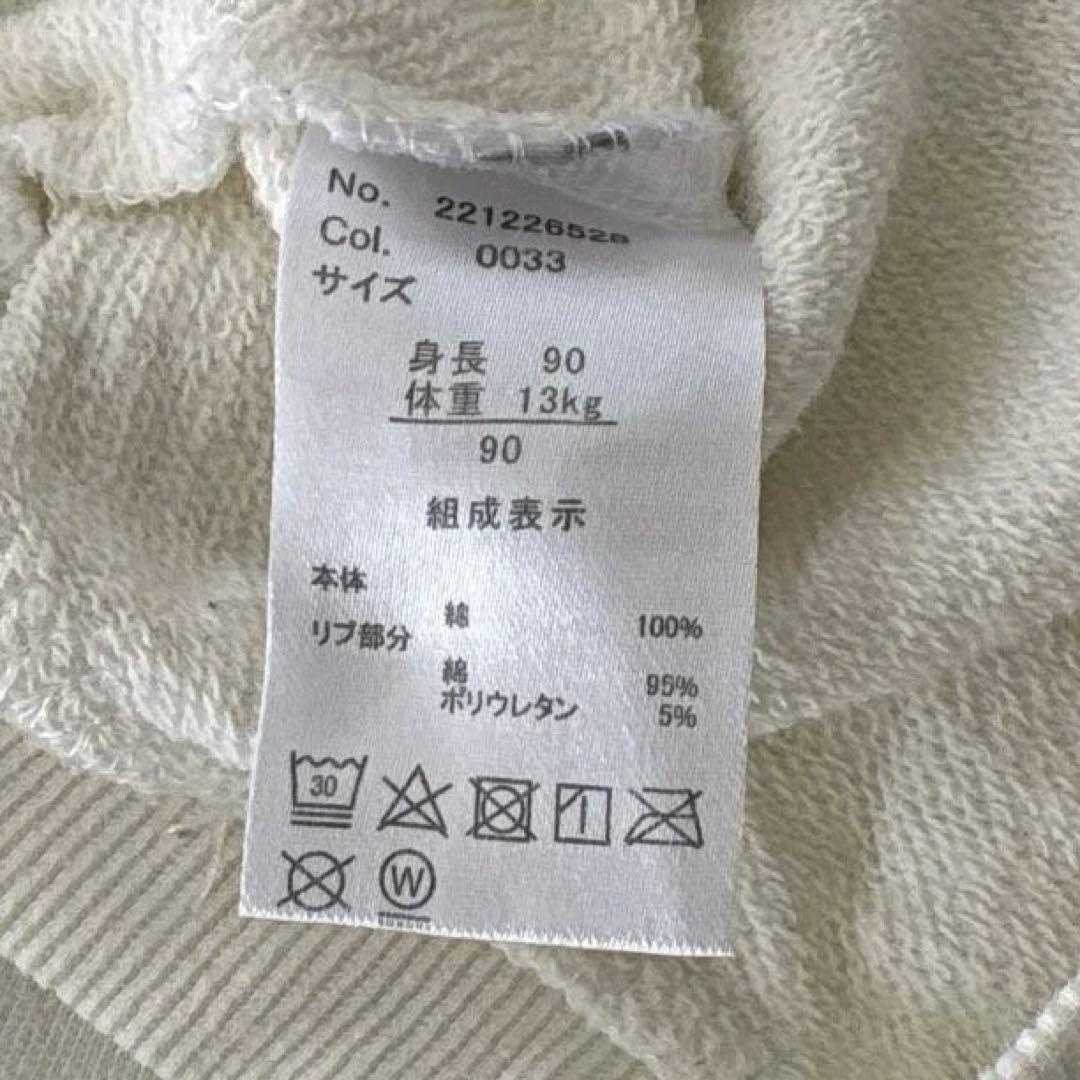 No. 221226528
Col. 0033
サイズ
身長 90
体重 13kg
90
組成表示
本体
綿 100%
リブ部分
綿 95%
ポリウレタン 5%
30
W